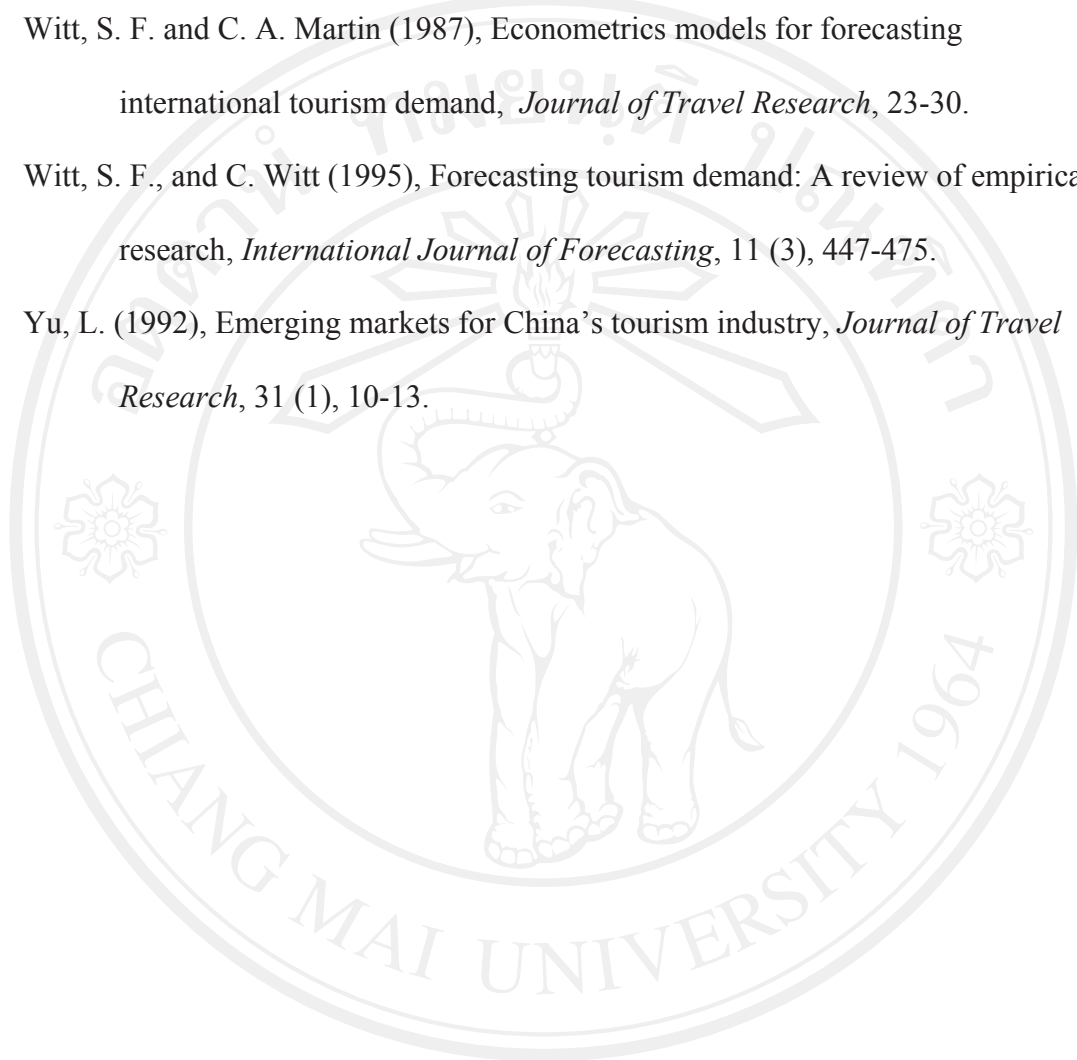 Witt, S. F. and C. A. Martin (1987), Econometrics models for forecasting
international tourism demand, Journal of Travel Research, 23-30.
Witt, S. F., and C. Witt (1995), Forecasting tourism demand: A review of empirica
research, International Journal of Forecasting, 11 (3), 447-475.
Yu, L. (1992), Emerging markets for China’s tourism industry, Journal of Travel
Research, 31 (1), 10-13.
CHIANG MAI UNIVERSITY 1964